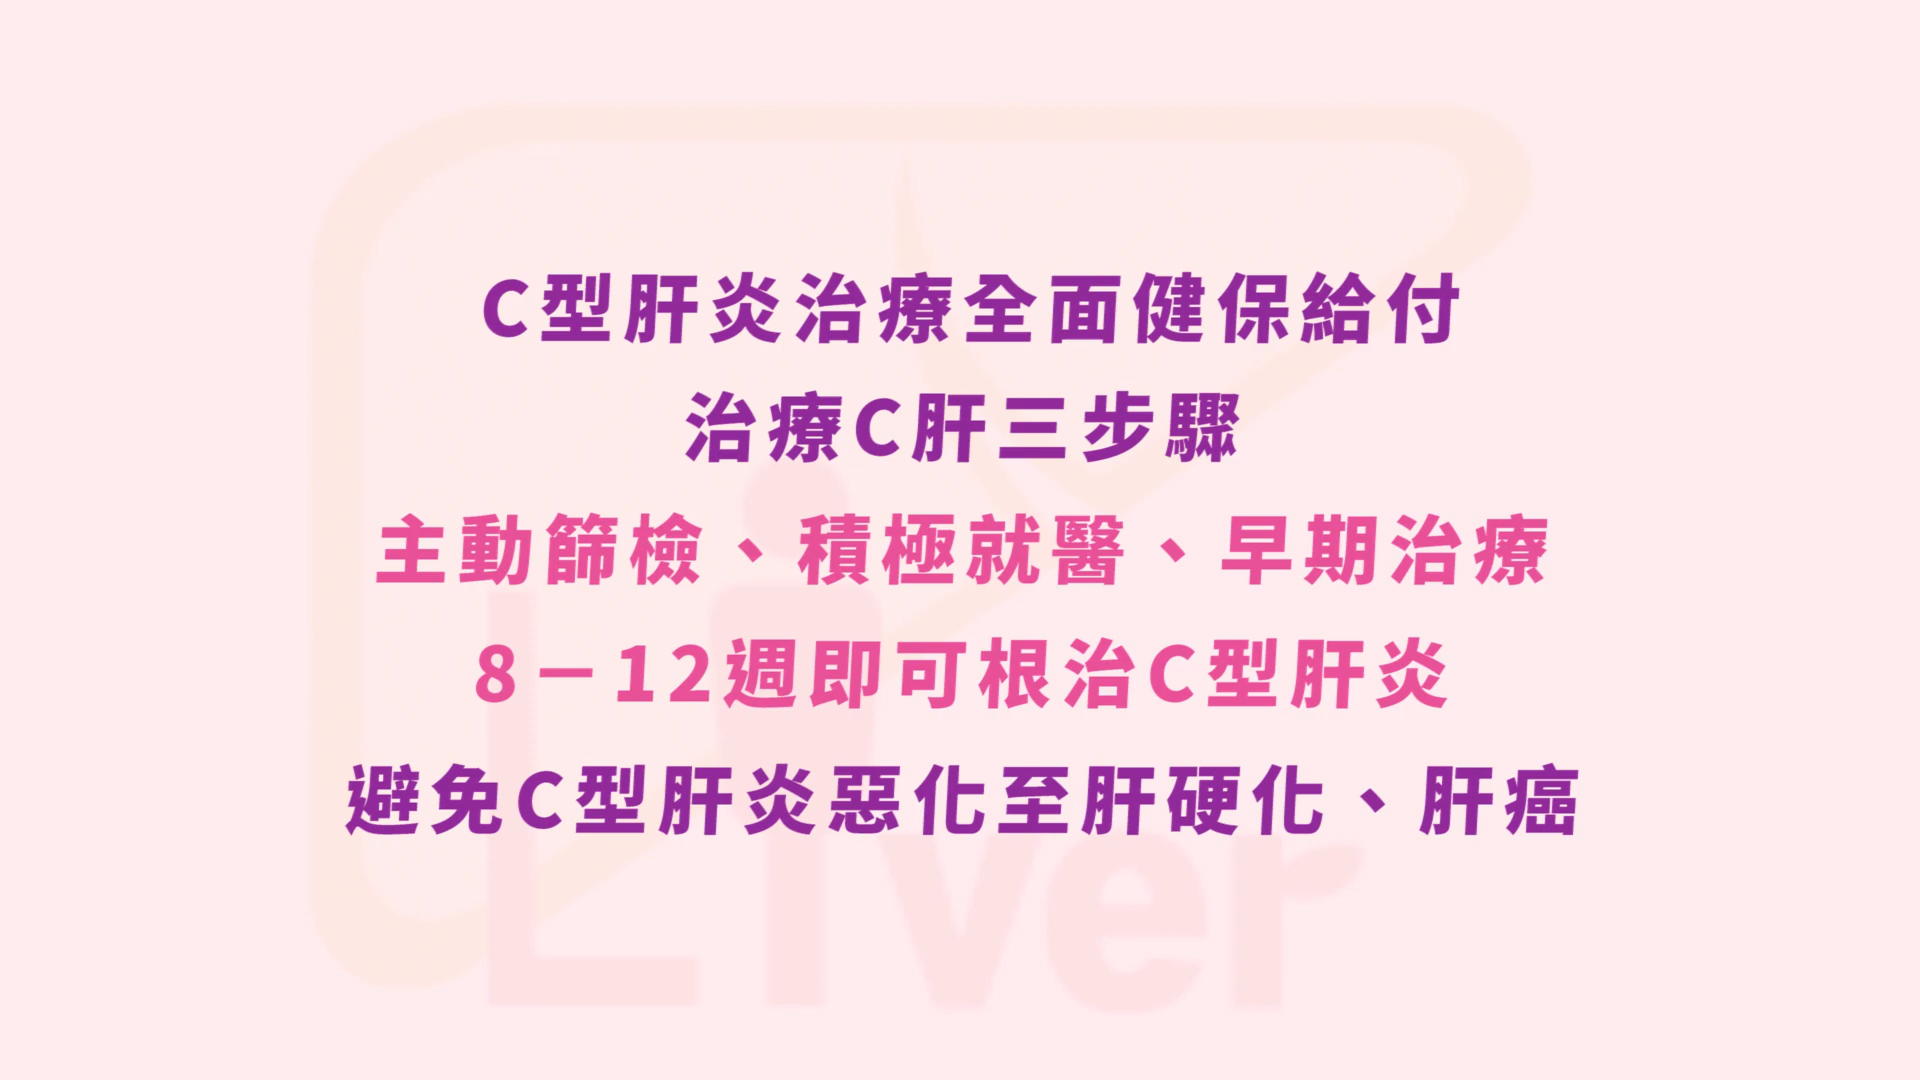 C型肝炎治療全面健保給付
治療C肝三步驟
主動篩檢、積極就醫、早期治療
8－12週即可根治C型肝炎
避免C型肝炎惡化至肝硬化、肝癌
Liver